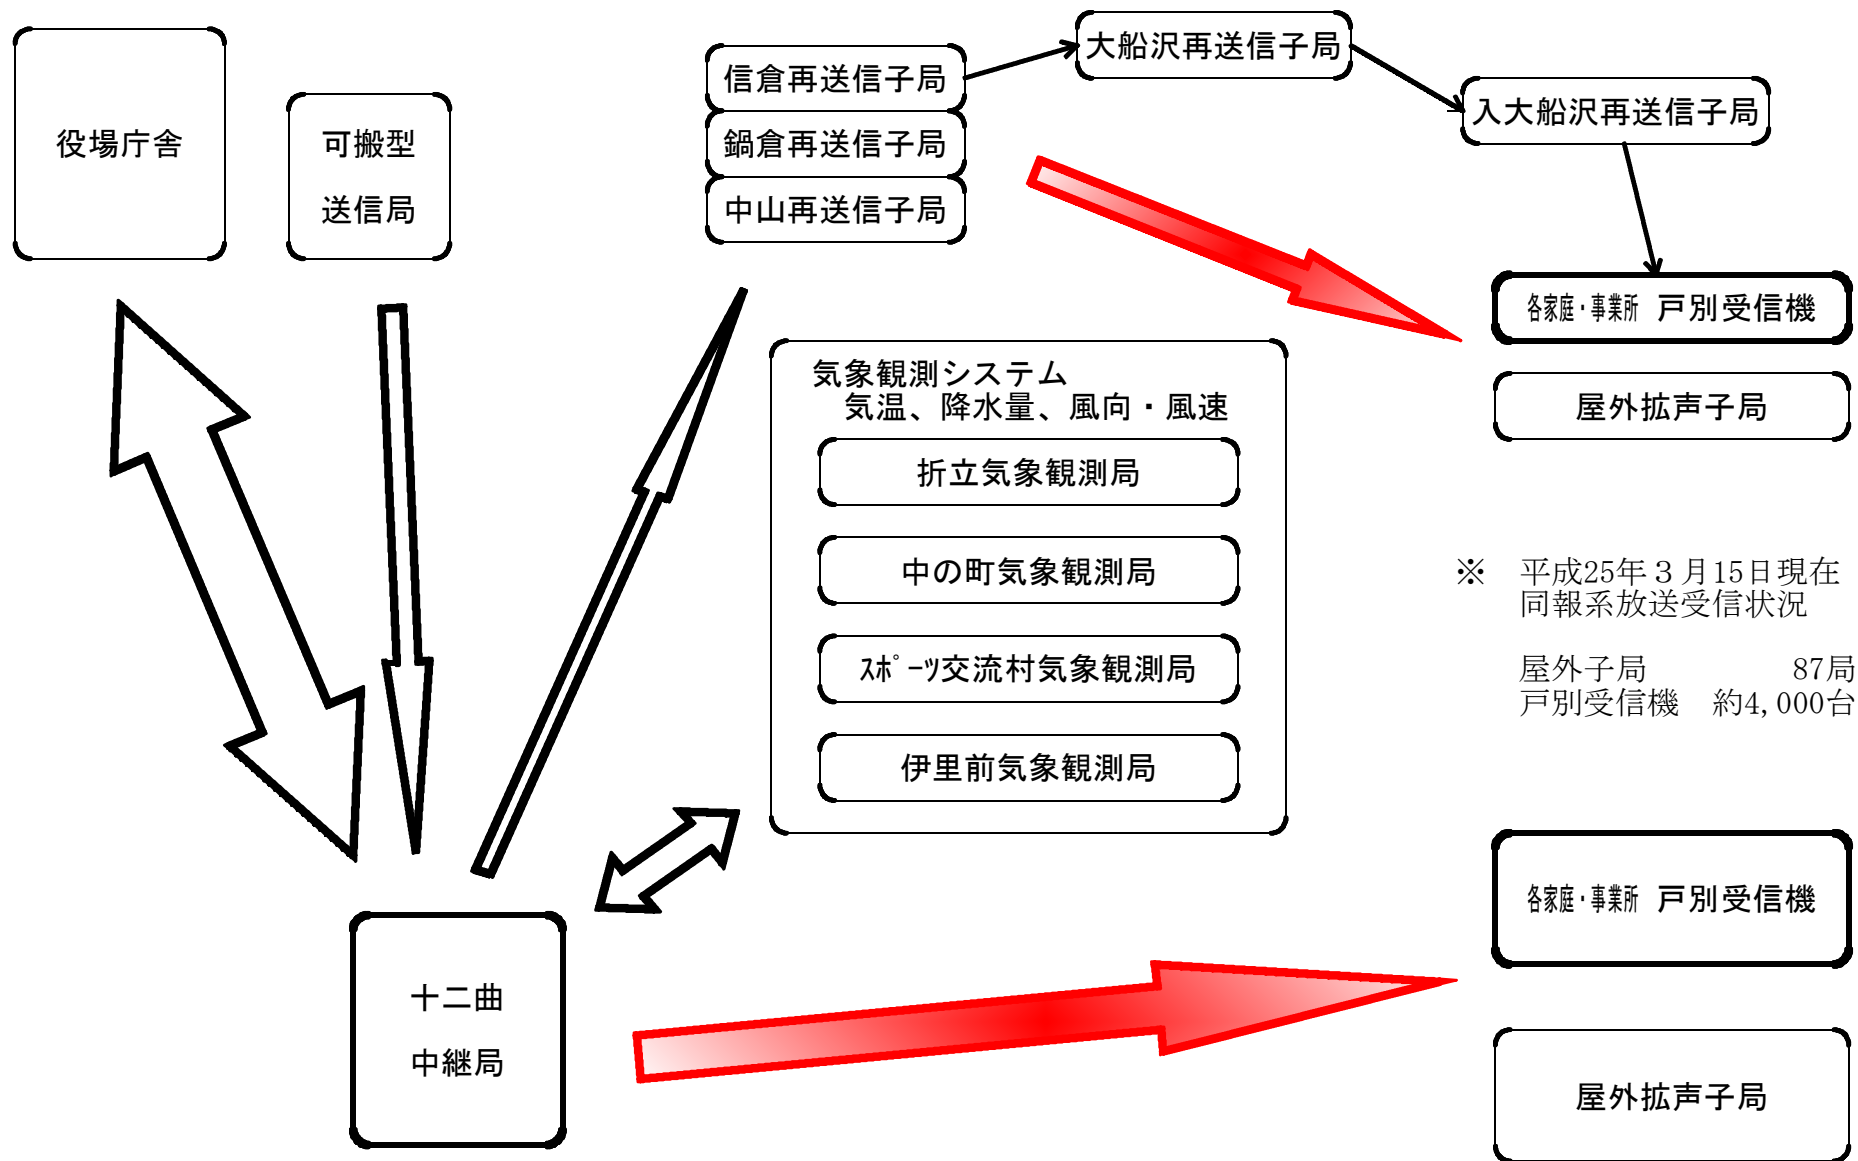 役場庁舎
可搬型
送信局
信倉再送信子局
鍋倉再送信子局
中山再送信子局
大船沢再送信子局
入大船沢再送信子局
各家庭・事業所 戸別受信機
屋外拡声子局
気象観測システム
気温、降水量、風向・風速
折立気象観測局
中の町気象観測局
ｽﾎﾟｰﾂ交流村気象観測局
伊里前気象観測局
※ 平成25年３月15日現在
同報系放送受信状況
屋外子局 87局
戸別受信機 約4,000台
十二曲
中継局
各家庭・事業所 戸別受信機
屋外拡声子局